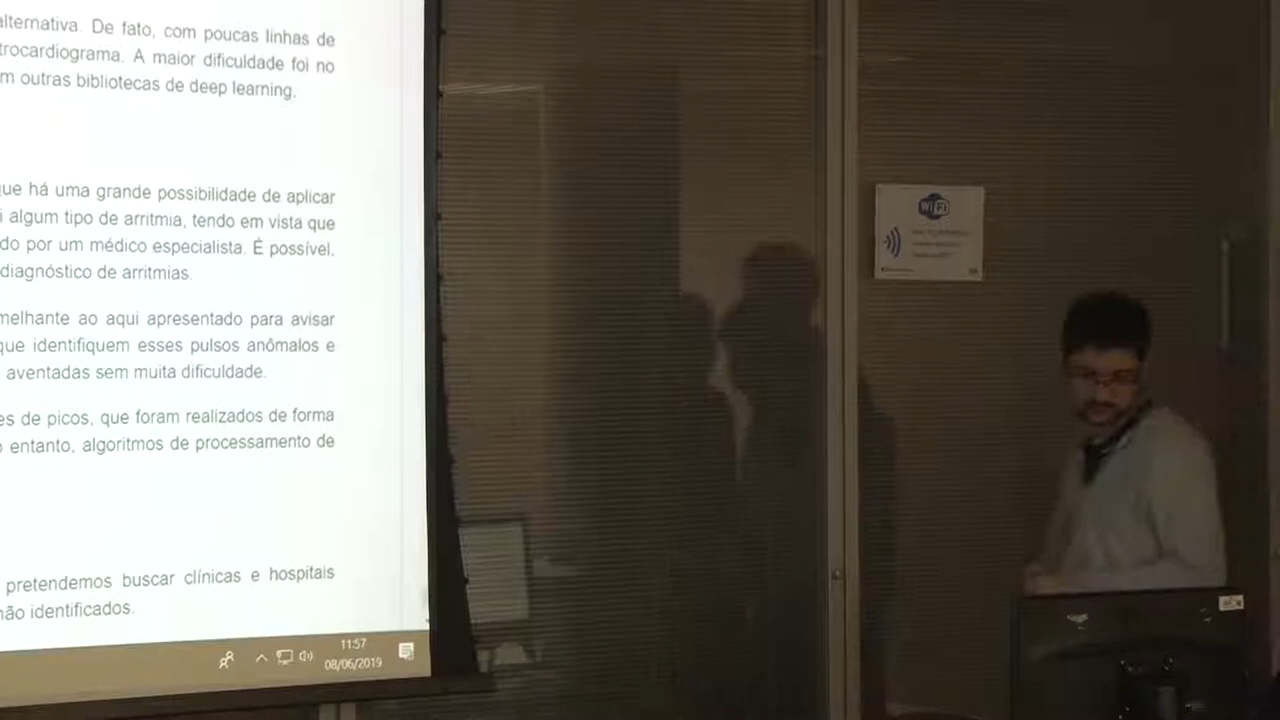 alternativa. De fato, com poucas linhas de
trocardiograma. A maior dificuldade foi no
m outras bibliotecas de deep learning.
ue há uma grande possibilidade de aplicar
i algum tipo de arritmia, tendo em vista que
do por um médico especialista. É possível,
diagnóstico de arritmias.
melhante ao aqui apresentado para avisar
que identifiquem esses pulsos anômalos e
aventadas sem muita dificuldade.
es de picos, que foram realizados de forma
o entanto, algoritmos de processamento de
pretendemos buscar clínicas e hospitais
não identificados.
11:57
08/06/2019
WiFi